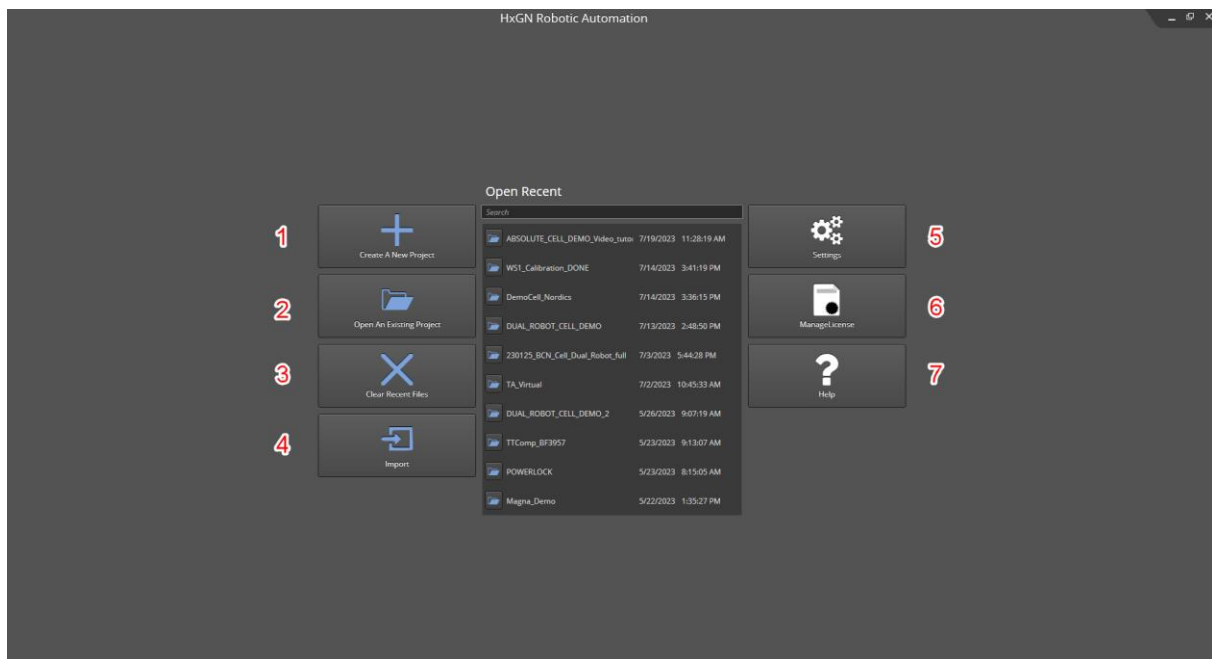 HxGN Robotic Automation
Open Recent
Search
1
Create A New Project
2
Open An Existing Project
3
Clear Recent Files
4
Import
ABSOLUTE_CELL_DEMO_Video_tuto 7/19/2023 11:28:19 AM
WS1_Calibration_DONE 7/14/2023 3:41:19 PM
DemoCell_Nordics 7/14/2023 3:36:15 PM
DUAL_ROBOT_CELL_DEMO 7/13/2023 2:48:50 PM
230125_BCN_Cell_Dual_Robot_full 7/3/2023 5:44:28 PM
TA_Virtual 7/2/2023 10:45:33 AM
DUAL_ROBOT_CELL_DEMO_2 5/26/2023 9:07:19 AM
TTComp_BF3957 5/23/2023 9:13:07 AM
POWERLOCK 5/23/2023 8:15:05 AM
Magna_Demo 5/22/2023 1:35:27 PM
Settings
5
ManageLicense
6
Help
7